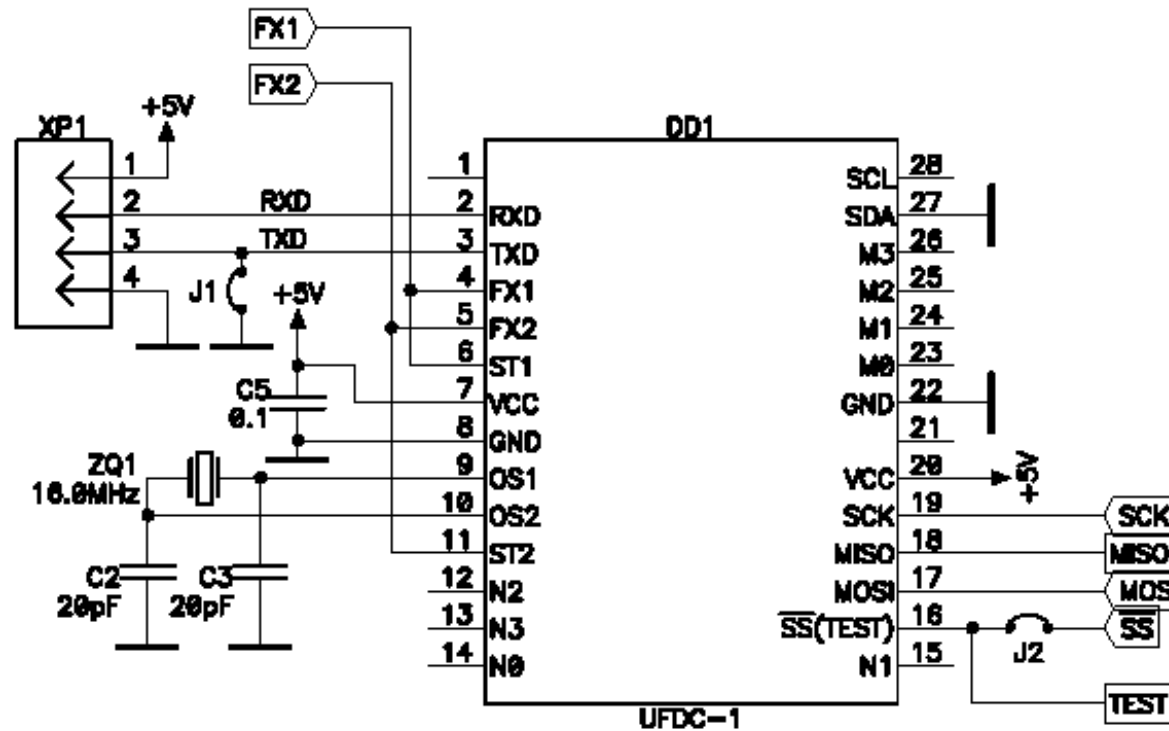 FX1
FX2
+5V
XP1
1
2
3
4
RXD
TXD
J1
+5V
C5
0.1
ZQ1
16.0MHz
C2
20pF
C3
20pF
DD1
1
2 RXD
3 TXD
4 FX1
5 FX2
6 ST1
7 VCC
8 GND
9 OS1
10 OS2
11 ST2
12 N2
13 N3
14 N0
SCL 28
SDA 27
M3 26
M2 25
M1 24
M0 23
GND 22
21
VCC 20
+5V
SCK 19
SCK
MISO 18
MISO
MOSI 17
MOS
SS(TEST) 16
J2
SS
N1 15
TEST
UFDC-1